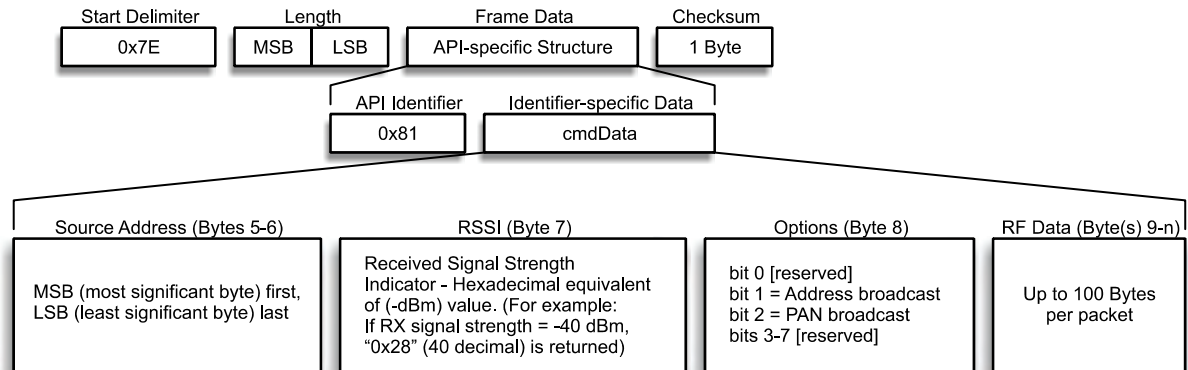 Start Delimiter
Length
Frame Data
Checksum
0x7E
MSB
LSB
API-specific Structure
1 Byte
API Identifier
Identifier-specific Data
0x81
cmdData
Source Address (Bytes 5-6)
MSB (most significant byte) first,
LSB (least significant byte) last
RSSI (Byte 7)
Received Signal Strength
Indicator - Hexadecimal equivalent
of (-dBm) value. (For example:
If RX signal strength = -40 dBm,
“0x28” (40 decimal) is returned)
Options (Byte 8)
bit 0 [reserved]
bit 1 = Address broadcast
bit 2 = PAN broadcast
bits 3-7 [reserved]
RF Data (Byte(s) 9-n)
Up to 100 Bytes
per packet